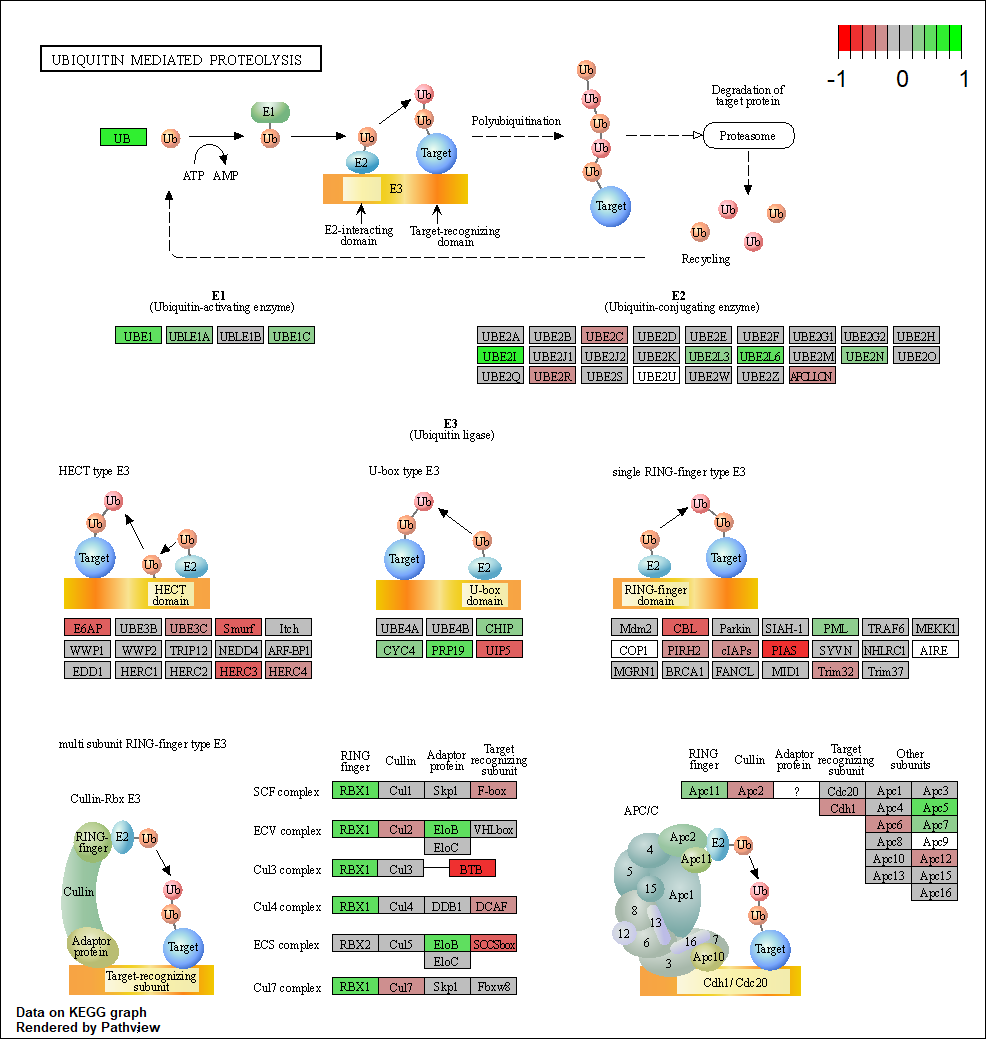 UBIQUITIN MEDIATED PROTEOLYSIS
-1 0 1
UB
Ub
ATP AMP
E1
Ub
Ub
E2
Ub
Ub
Target
E3
E2-interacting
domain
Target-recognizing
domain
Polyubiquitination
Ub
Ub
Ub
Ub
Ub
Target
Degradation of
target protein
Proteasome
Ub
Ub
Ub
Ub
Recycling
E1
(Ubiquitin-activating enzyme)
UBE1 UBLE1A UBLE1B UBE1C
E2
(Ubiquitin-conjugating enzyme)
UBE2A UBE2B UBE2C UBE2D UBE2E UBE2F UBE2G1 UBE2G2 UBE2H
UBE2I UBE2J1 UBE2J2 UBE2K UBE2L3 UBE2L6 UBE2M UBE2N UBE2O
UBE2Q UBE2R UBE2S UBE2U UBE2W UBE2Z AFCLLCN
E3
(Ubiquitin ligase)
HECT type E3
Ub
Ub
Target
Ub
Ub
E2
HECT
domain
E6AP UBE3B UBE3C Smurf Itch
WWP1 WWP2 TRIP12 NEDD4 ARF-BP1
EDD1 HERC1 HERC2 HERC3 HERC4
U-box type E3
Ub
Ub
Target
Ub
E2
U-box
domain
UBE4A UBE4B CHIP
CYC4 PRP19 UIP5
single RING-finger type E3
Ub
E2
Ub
Ub
Target
RING-finger
domain
Mdm2 CBL Parkin SIAH-1 PML TRAF6 MEKK1
COP1 PIRH2 cIAPs PIAS SYVN NHLRC1 AIRE
MGRN1 BRCA1 FANCL MID1 Trim32 Trim37
multi subunit RING-finger type E3
Cullin-Rbx E3
RING-
finger
E2
Ub
Cullin
Ub
Ub
Adaptor
protein
Target
Target-recognizing
subunit
RING
finger
Cullin
Adaptor
protein
Target
recognizing
subunit
SCF complex RBX1 Cul1 Skp1 F-box
ECV complex RBX1 Cul2 EloB VHLbox
EloC
Cul3 complex RBX1 Cul3 BTB
Cul4 complex RBX1 Cul4 DDB1 DCAF
ECS complex RBX2 Cul5 EloB SCCSbox
EloC
Cul7 complex RBX1 Cul7 Skp1 Fbxw8
RING
finger
Cullin
Adaptor
protein
Target
recognizing
subunit
Other
subunits
Apc11 Apc2 ? Cdc20 Apc1 Apc3
Cdh1 Apc4 Apc5
Apc6 Apc7
Apc8 Apc9
Apc10 Apc12
Apc13 Apc15
Apc16
APC/C
Apc2
E2
Ub
4
Apc11
5
15
Apc1
Ub
8
13
Ub
12
6
16
7
Target
3
Apc10
Cdh1/ Cdc20
Data on KEGG graph
Rendered by Pathview